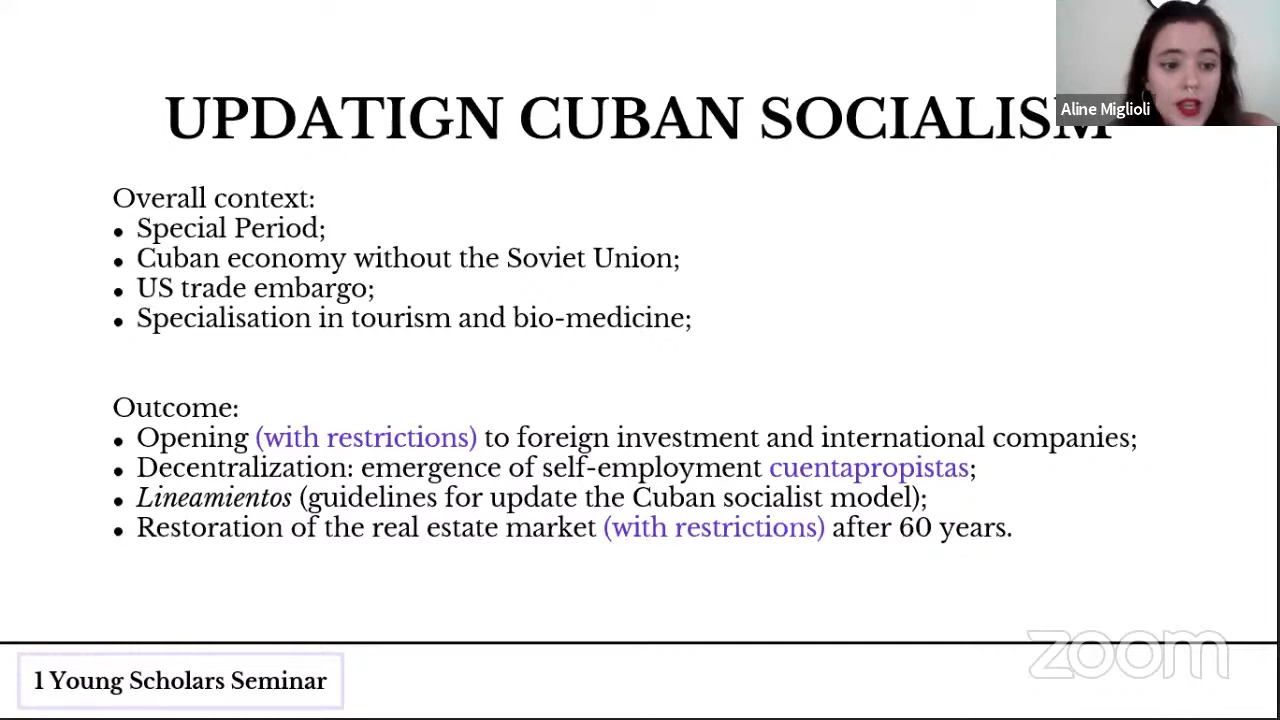 UPDATIGN CUBAN SOCIALISM
Aline Miglioli
Overall context:
• Special Period;
• Cuban economy without the Soviet Union;
• US trade embargo;
• Specialisation in tourism and bio-medicine;
Outcome:
• Opening (with restrictions) to foreign investment and international companies;
• Decentralization: emergence of self-employment cuentapropistas;
• Lineamientos (guidelines for update the Cuban socialist model);
• Restoration of the real estate market (with restrictions) after 60 years.
zoom
1 Young Scholars Seminar